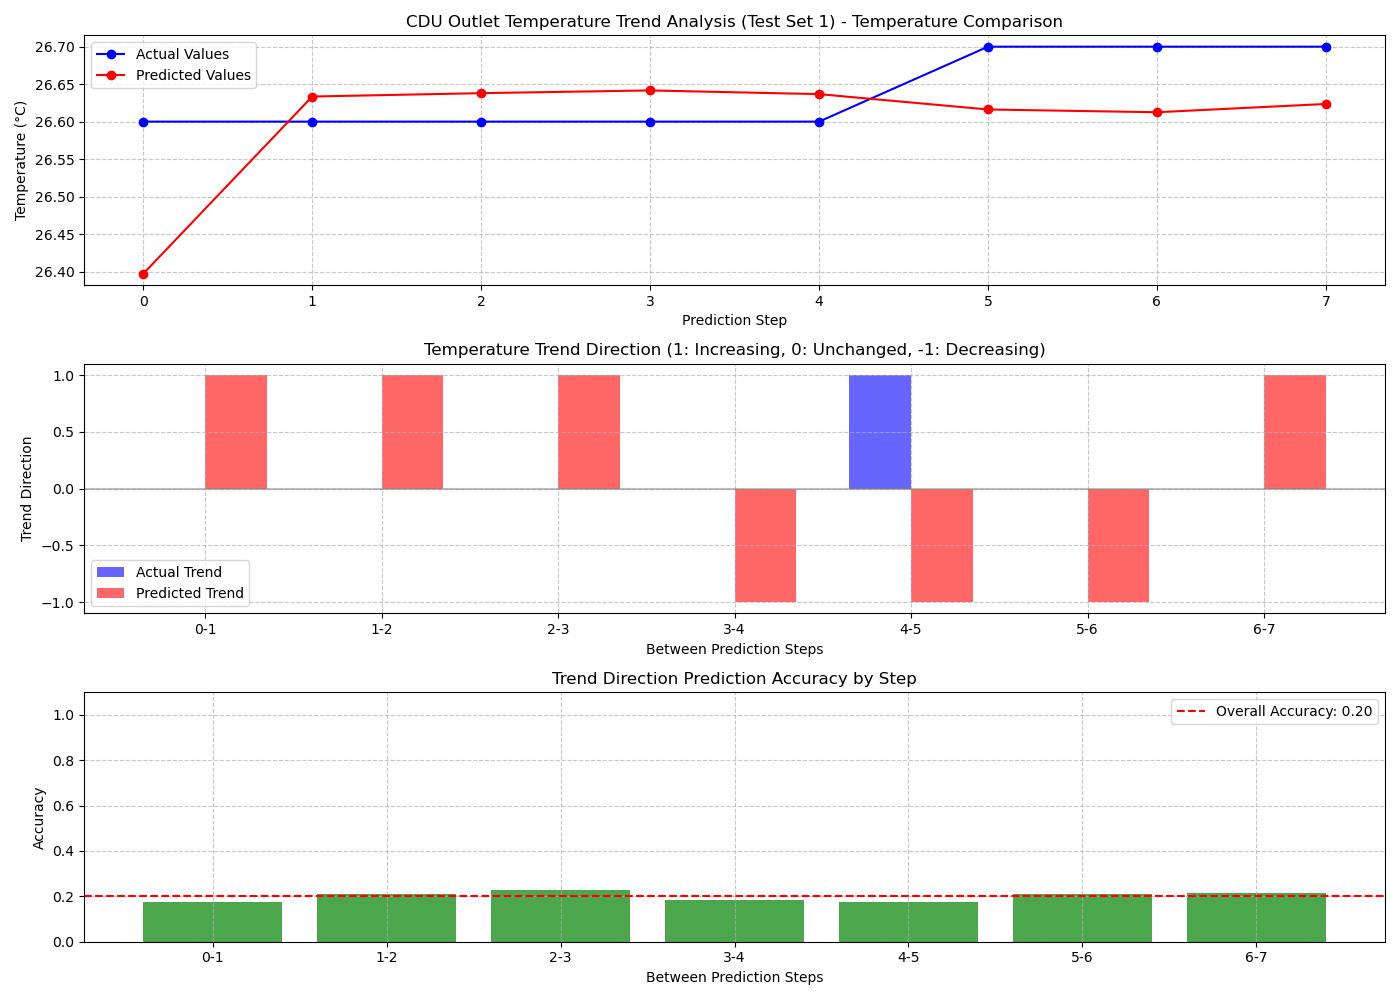 CDU Outlet Temperature Trend Analysis (Test Set 1) - Temperature Comparison
Actual Values
Predicted Values
Temperature (°C)
26.70
26.65
26.60
26.55
26.50
26.45
26.40
0 1 2 3 4 5 6 7
Prediction Step
Temperature Trend Direction (1: Increasing, 0: Unchanged, -1: Decreasing)
Trend Direction
1.0
0.5
0.0
−0.5
−1.0
Actual Trend
Predicted Trend
0-1 1-2 2-3 3-4 4-5 5-6 6-7
Between Prediction Steps
Trend Direction Prediction Accuracy by Step
Overall Accuracy: 0.20
Accuracy
1.0
0.8
0.6
0.4
0.2
0.0
0-1 1-2 2-3 3-4 4-5 5-6 6-7
Between Prediction Steps